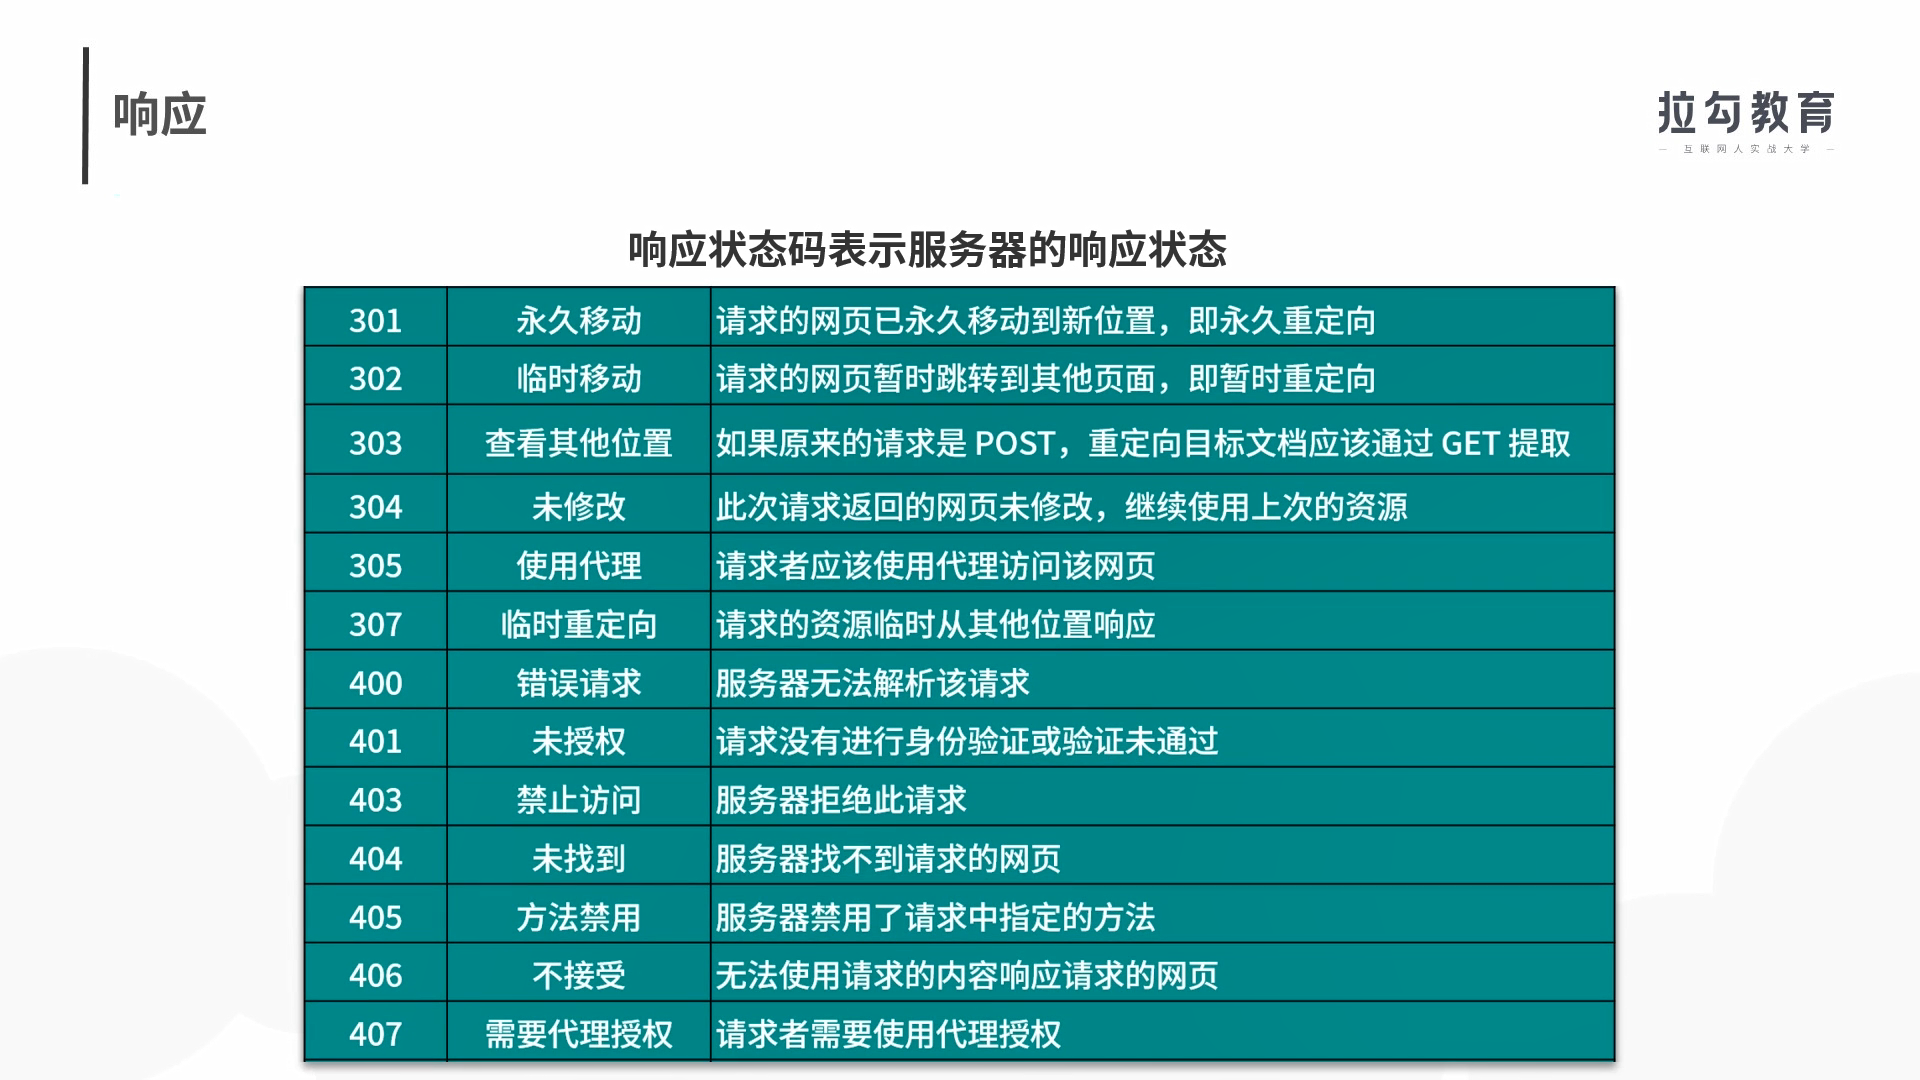 响应
拉勾教育
— 互联网人实战大学 —
响应状态码表示服务器的响应状态
301 永久移动 请求的网页已永久移动到新位置，即永久重定向
302 临时移动 请求的网页暂时跳转到其他页面，即暂时重定向
303 查看其他位置 如果原来的请求是 POST，重定向目标文档应该通过 GET 提取
304 未修改 此次请求返回的网页未修改，继续使用上次的资源
305 使用代理 请求者应该使用代理访问该网页
307 临时重定向 请求的资源临时从其他位置响应
400 错误请求 服务器无法解析该请求
401 未授权 请求没有进行身份验证或验证未通过
403 禁止访问 服务器拒绝此请求
404 未找到 服务器找不到请求的网页
405 方法禁用 服务器禁用了请求中指定的方法
406 不接受 无法使用请求的内容响应请求的网页
407 需要代理授权 请求者需要使用代理授权